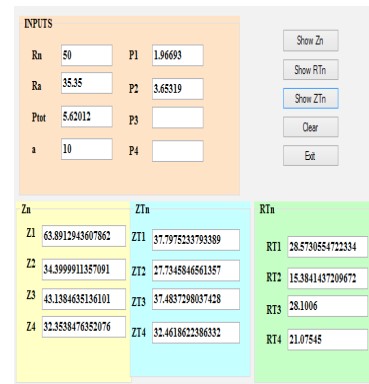 INPUTS
Rn 50 P1 1.96693
Ra 35.35 P2 3.65319
Ptot 5.62012 P3
a 10 P4
Show Zn
Show RTn
Show ZTn
Clear
Exit
Zn
Z1 63.8912943607862
Z2 34.3999911357091
Z3 43.1384635136101
Z4 32.3538476352076
ZTn
ZT1 37.7975233793389
ZT2 27.7345846561357
ZT3 37.4837298037428
ZT4 32.4618622386332
RTn
RT1 28.5730554722334
RT2 15.3841437209672
RT3 28.1006
RT4 21.07545